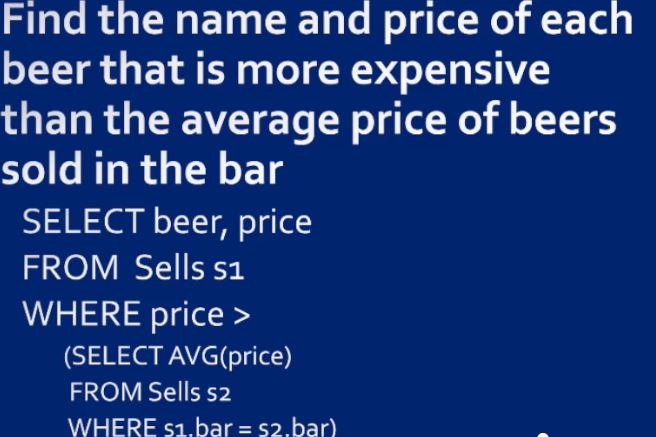 Find the name and price of each
beer that is more expensive
than the average price of beers
sold in the bar
SELECT beer, price
FROM Sells s1
WHERE price >
(SELECT AVG(price)
FROM Sells s2
WHERE s1.bar = s2.bar)